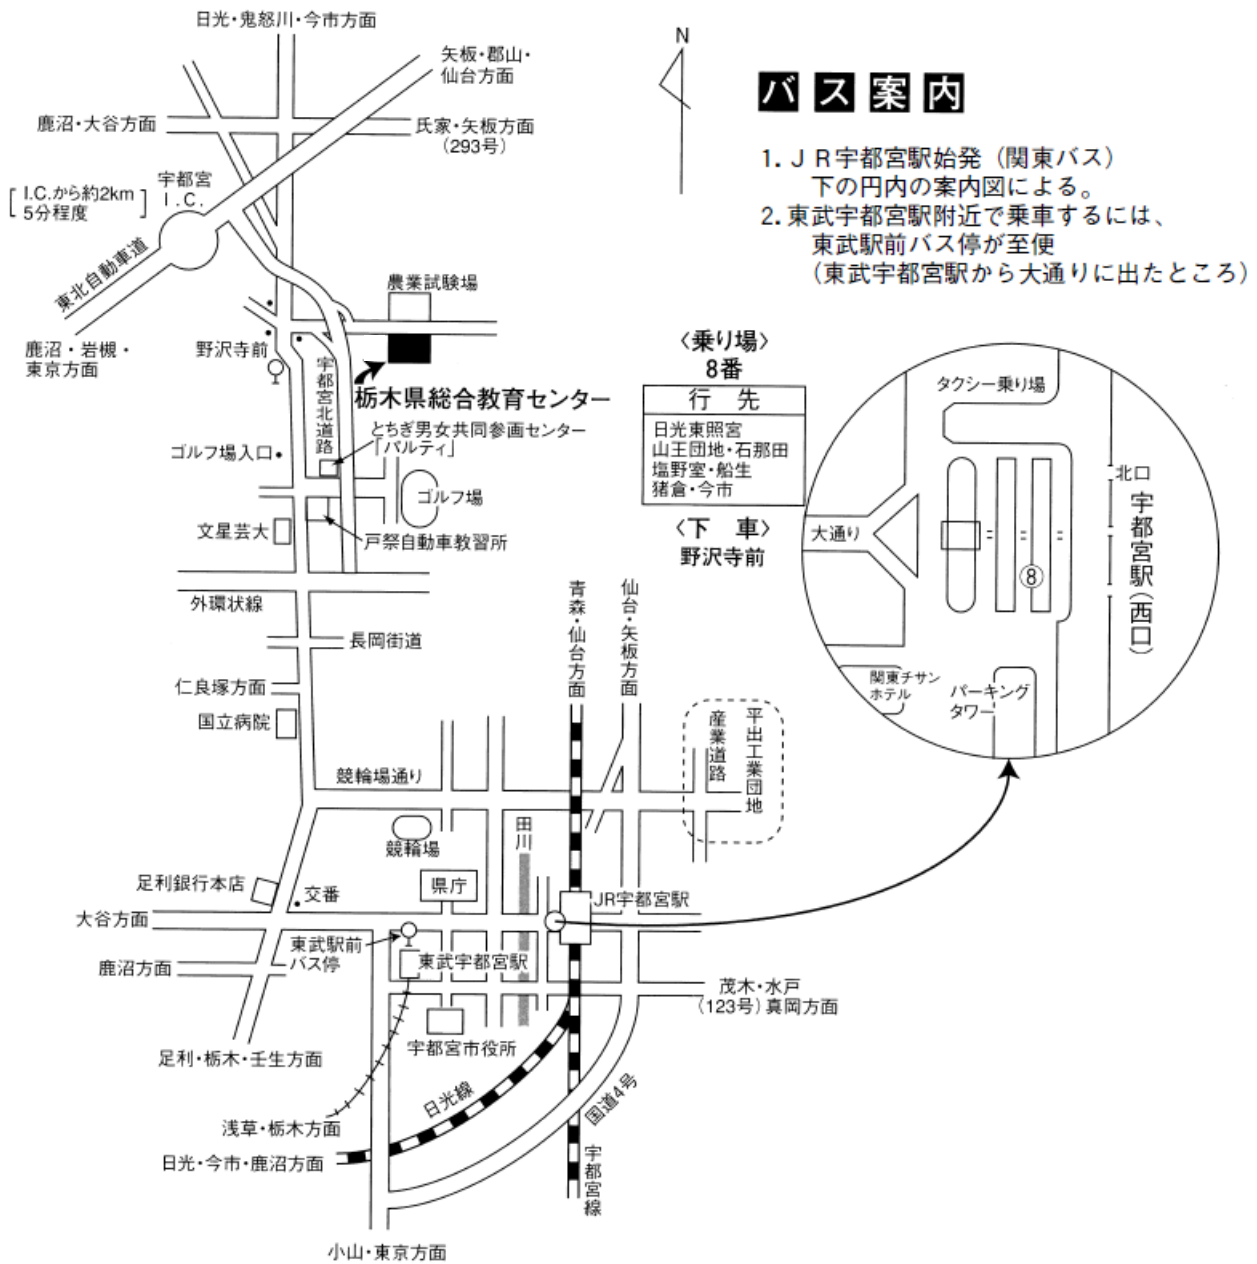 日光・鬼怒川・今市方面
矢板・郡山・
仙台方面
鹿沼・大谷方面
氏家・矢板方面
(293号)
宇都宮
I.C.
[I.C.から約2km
5分程度]
東北自動車道
鹿沼・岩槻・
東京方面
野沢寺前
農業試験場
宇都宮北道路
栃木県総合教育センター
とちぎ男女共同参画センター
「パルティ」
ゴルフ場入口
ゴルフ場
文星芸大
戸祭自動車教習所
外環状線
長岡街道
仁良塚方面
国立病院
競輪場通り
競輪場
田川
青森・仙台方面
仙台・矢板方面
産業道路
平出工業団地
足利銀行本店
交番
県庁
JR宇都宮駅
大谷方面
東武駅前
バス停
東武宇都宮駅
鹿沼方面
茂木・水戸
(123号)真岡方面
宇都宮市役所
足利・栃木・壬生方面
浅草・栃木方面
日光線
国道4号
日光・今市・鹿沼方面
宇都宮線
小山・東京方面
N
バス案内
1. JR宇都宮駅始発（関東バス）
下の円内の案内図による。
2. 東武宇都宮駅附近で乗車するには、
東武駅前バス停が至便
（東武宇都宮駅から大通りに出たところ）
〈乗り場〉
8番
行先
日光東照宮
山王団地・石那田
塩野室・船生
猪倉・今市
〈下車〉
野沢寺前
タクシー乗り場
北口
大通り
宇都宮駅(西口)
8
関東チサン
ホテル
パーキング
タワー